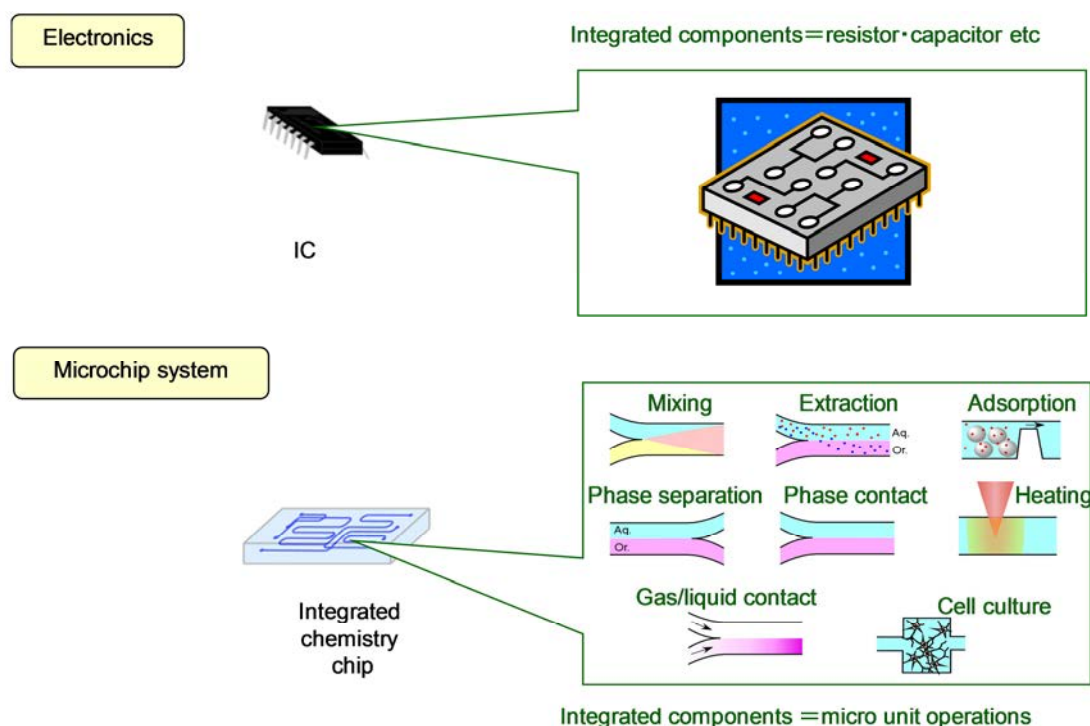 Electronics
Integrated components＝resistor・capacitor etc
IC
Microchip system
Mixing
Extraction
Adsorption
Aq.
Or.
Phase separation
Phase contact
Heating
Aq.
Or.
Gas/liquid contact
Cell culture
Integrated
chemistry
chip
Integrated components ＝micro unit operations